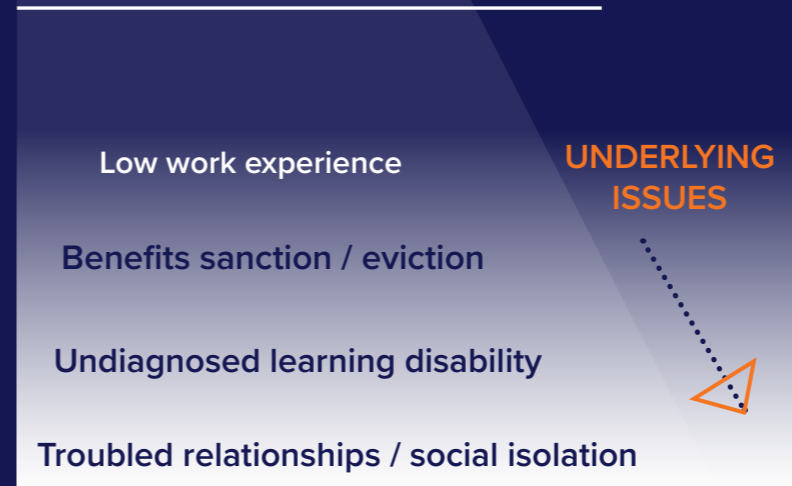 Low work experience
UNDERLYING
ISSUES
Benefits sanction / eviction
Undiagnosed learning disability
Troubled relationships / social isolation